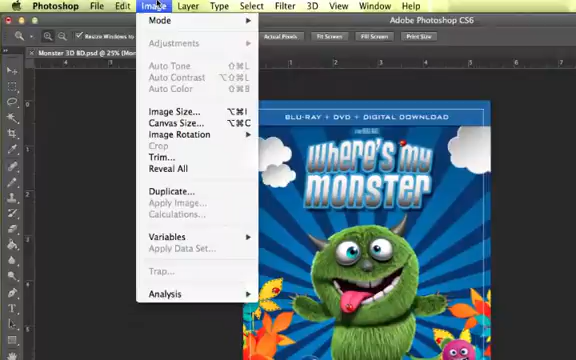 Photoshop File Edit Image Layer Type Select Filter 3D View Window Help
Adobe Photoshop CS6
Resize Windows to
Actual Pixels Fit Screen Fill Screen Print Size
Monster 3D BD.psd @ 25% (M
Mode
Adjustments
Auto Tone ⇧⌘L
Auto Contrast ⌥⇧⌘L
Auto Color ⇧⌘B
Image Size... ⌥⌘I
Canvas Size... ⌥⌘C
Image Rotation
Crop
Trim...
Reveal All
Duplicate...
Apply Image...
Calculations...
Variables
Apply Data Set...
Trap...
Analysis
BLU-RAY + DVD + DIGITAL DOWNLOAD
Where's my
monster